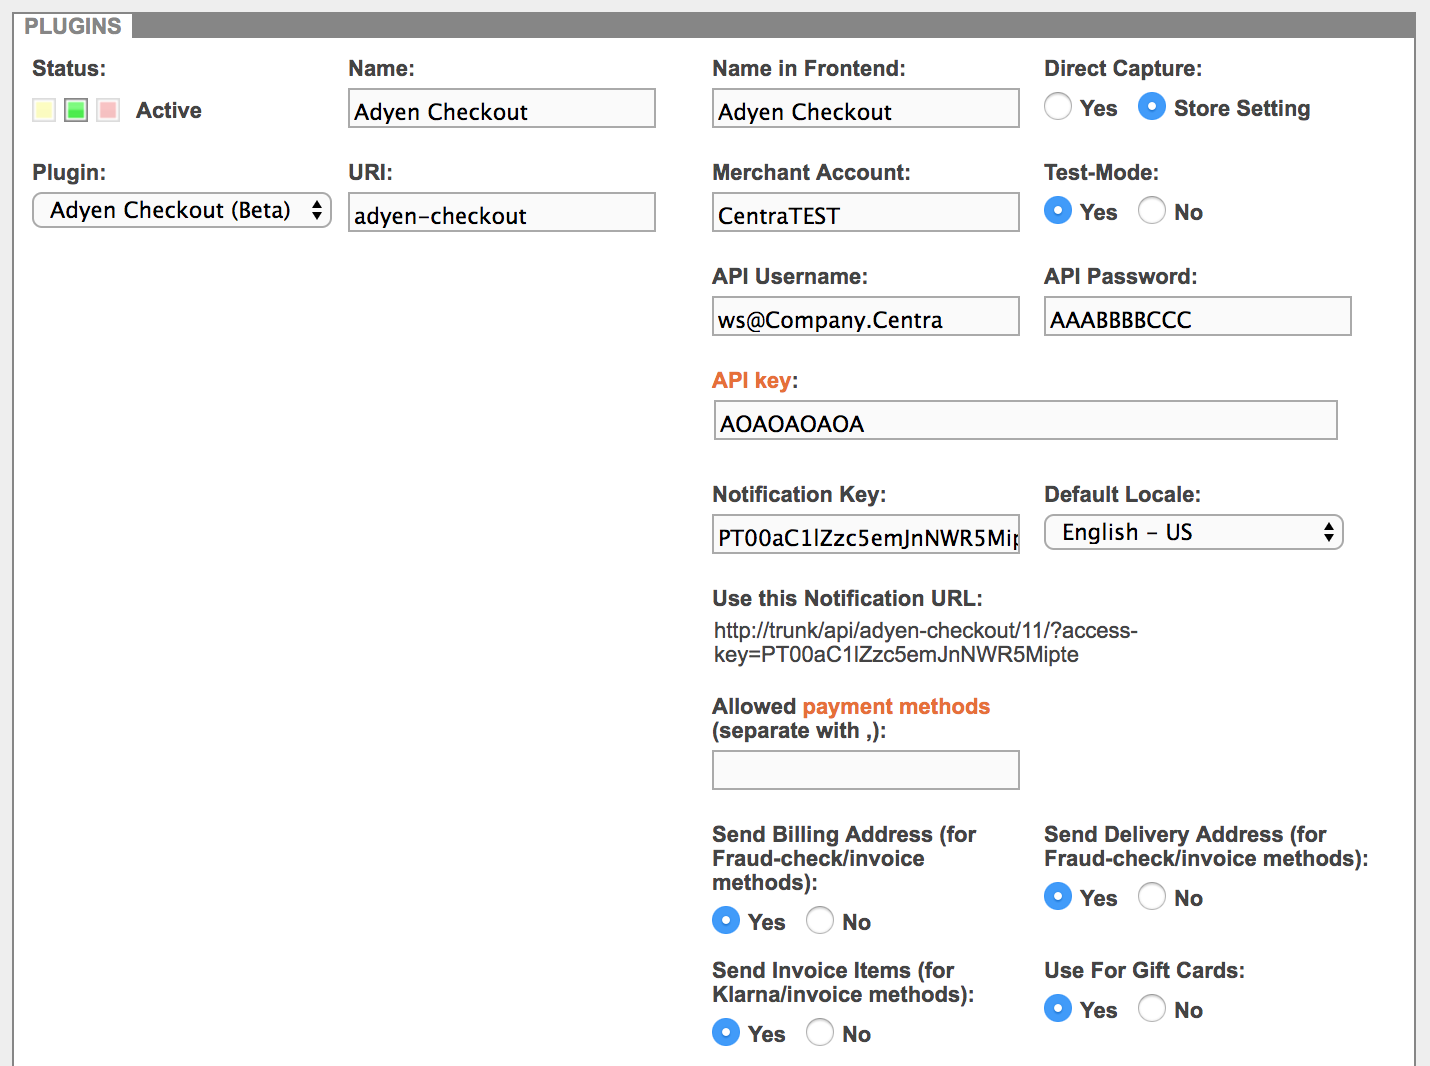 PLUGINS
Status:
Name:
Name in Frontend:
Direct Capture:
Active
Adyen Checkout
Adyen Checkout
Yes
Store Setting
Plugin:
URI:
Merchant Account:
Test-Mode:
Adyen Checkout (Beta)
adyen-checkout
CentraTEST
Yes
No
API Username:
API Password:
ws@Company.Centra
AAABBBBCCC
API key:
AOAOAOAOA
Notification Key:
Default Locale:
PT00aC1lZzc5emJnNWR5Mip
English - US
Use this Notification URL:
http://trunk/api/adyen-checkout/11/?access-
key=PT00aC1lZzc5emJnNWR5Mipte
Allowed payment methods
(separate with ,):
Send Billing Address (for
Fraud-check/invoice
methods):
Yes
No
Send Delivery Address (for
Fraud-check/invoice methods):
Yes
No
Send Invoice Items (for
Klarna/invoice methods):
Yes
No
Use For Gift Cards:
Yes
No